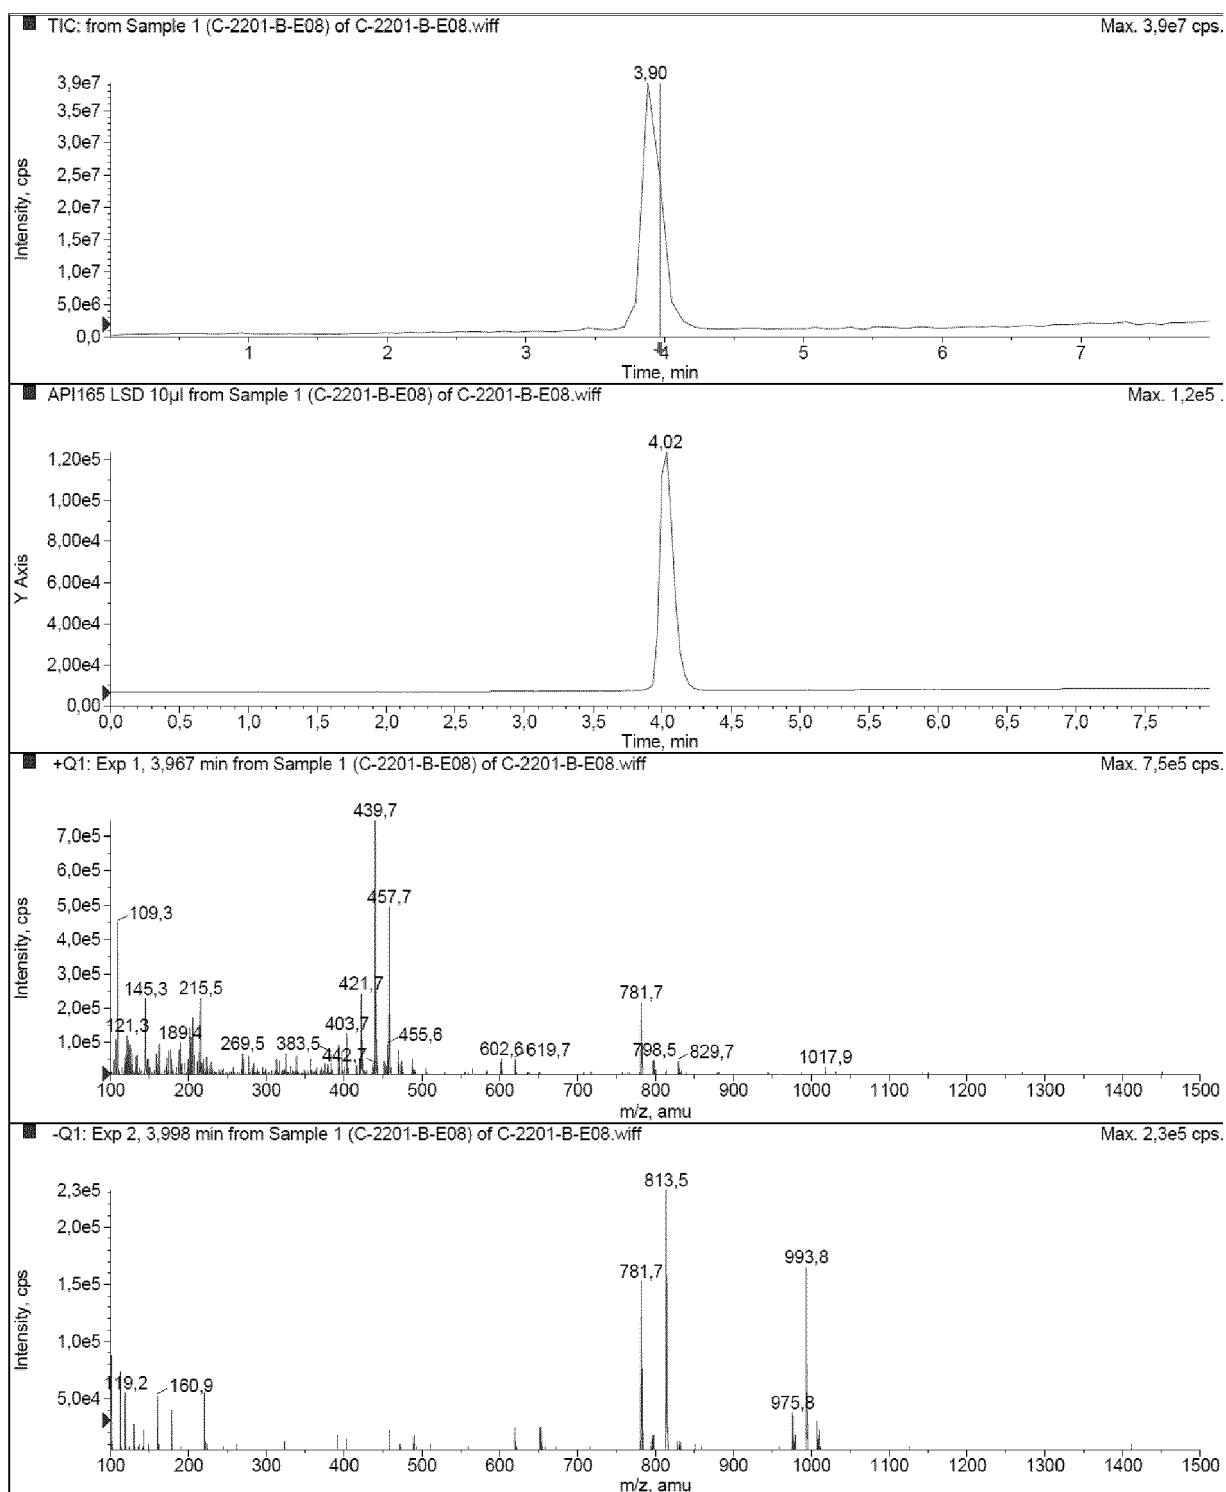 TIC: from Sample 1 (C-2201-B-E08) of C-2201-B-E08.wiff Max. 3,9e7 cps.
3,90
3,9e7
3,5e7
3,0e7
2,5e7
2,0e7
1,5e7
1,0e7
5,0e6
0,0
Intensity, cps
1 2 3 4 5 6 7
Time, min
API165 LSD 10µl from Sample 1 (C-2201-B-E08) of C-2201-B-E08.wiff Max. 1,2e5 .
4,02
1,20e5
1,00e5
8,00e4
6,00e4
4,00e4
2,00e4
0,00
Y Axis
0,0 0,5 1,0 1,5 2,0 2,5 3,0 3,5 4,0 4,5 5,0 5,5 6,0 6,5 7,0 7,5
Time, min
+Q1: Exp 1, 3,967 min from Sample 1 (C-2201-B-E08) of C-2201-B-E08.wiff Max. 7,5e5 cps.
439,7
7,0e5
6,0e5
457,7
5,0e5
109,3
4,0e5
3,0e5
145,3 215,5 421,7 781,7
2,0e5
121,3 189,4 403,7
269,5 383,5 455,6
1,0e5
442,7 602,6 619,7 798,5 829,7 1017,9
Intensity, cps
100 200 300 400 500 600 700 800 900 1000 1100 1200 1300 1400 1500
m/z, amu
-Q1: Exp 2, 3,998 min from Sample 1 (C-2201-B-E08) of C-2201-B-E08.wiff Max. 2,3e5 cps.
813,5
2,3e5
2,0e5
993,8
781,7
1,5e5
1,0e5
119,2 160,9 975,8
5,0e4
Intensity, cps
100 200 300 400 500 600 700 800 900 1000 1100 1200 1300 1400 1500
m/z, amu